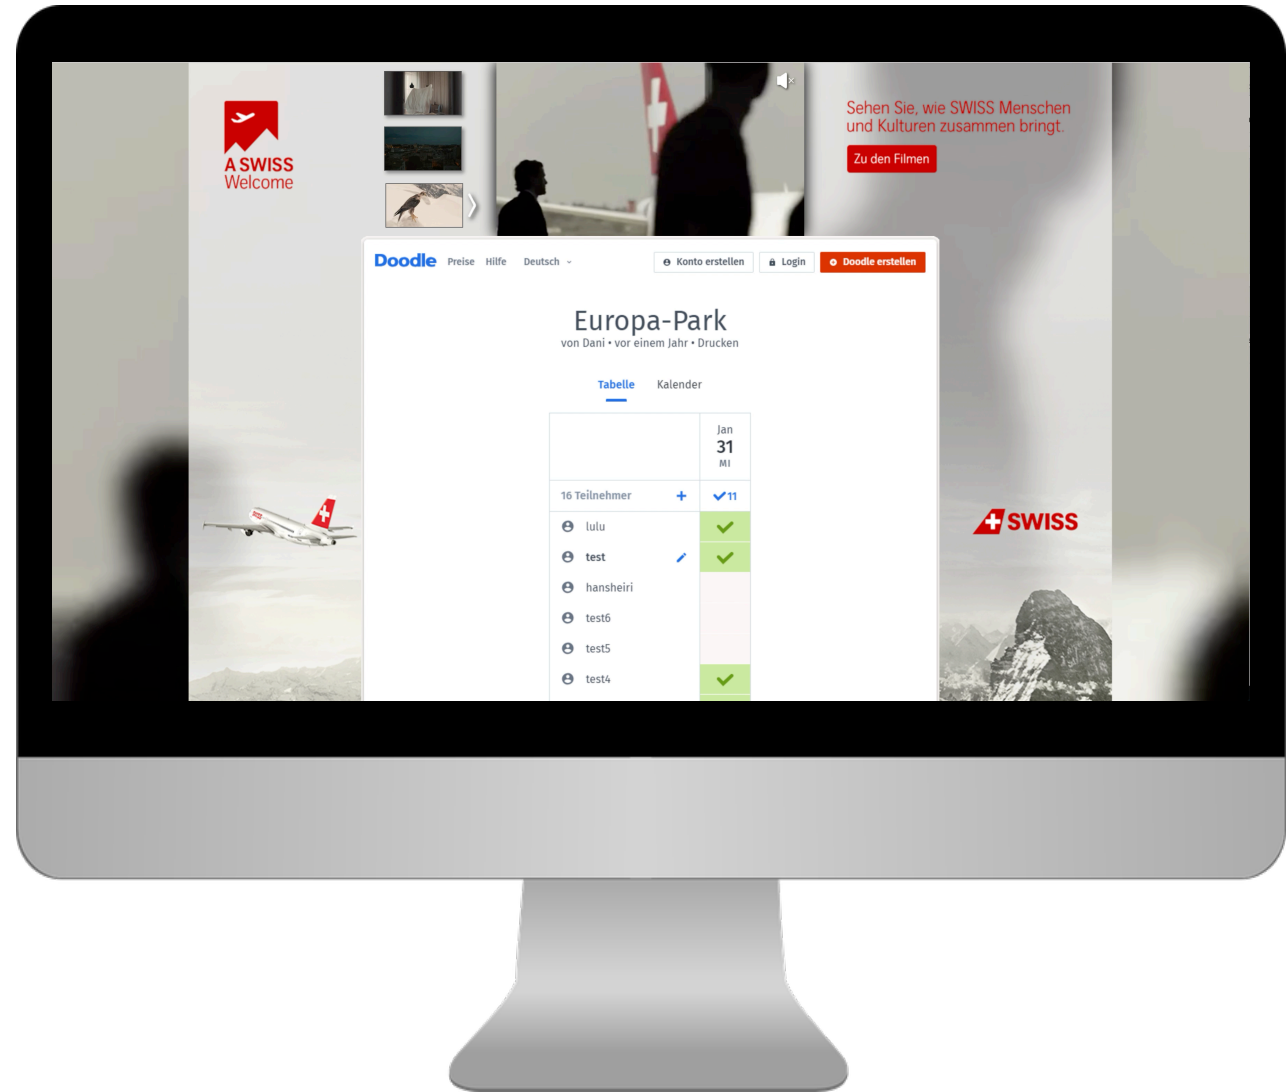 A SWISS
Welcome
Sehen Sie, wie SWISS Menschen
und Kulturen zusammen bringt.
Zu den Filmen
Doodle Preise Hilfe Deutsch Konto erstellen Login Doodle erstellen
Europa-Park
von Dani • vor einem Jahr • Drucken
Tabelle Kalender
Jan
31
MI
16 Teilnehmer + 11
lulu
test
hansheiri
test6
test5
test4
SWISS